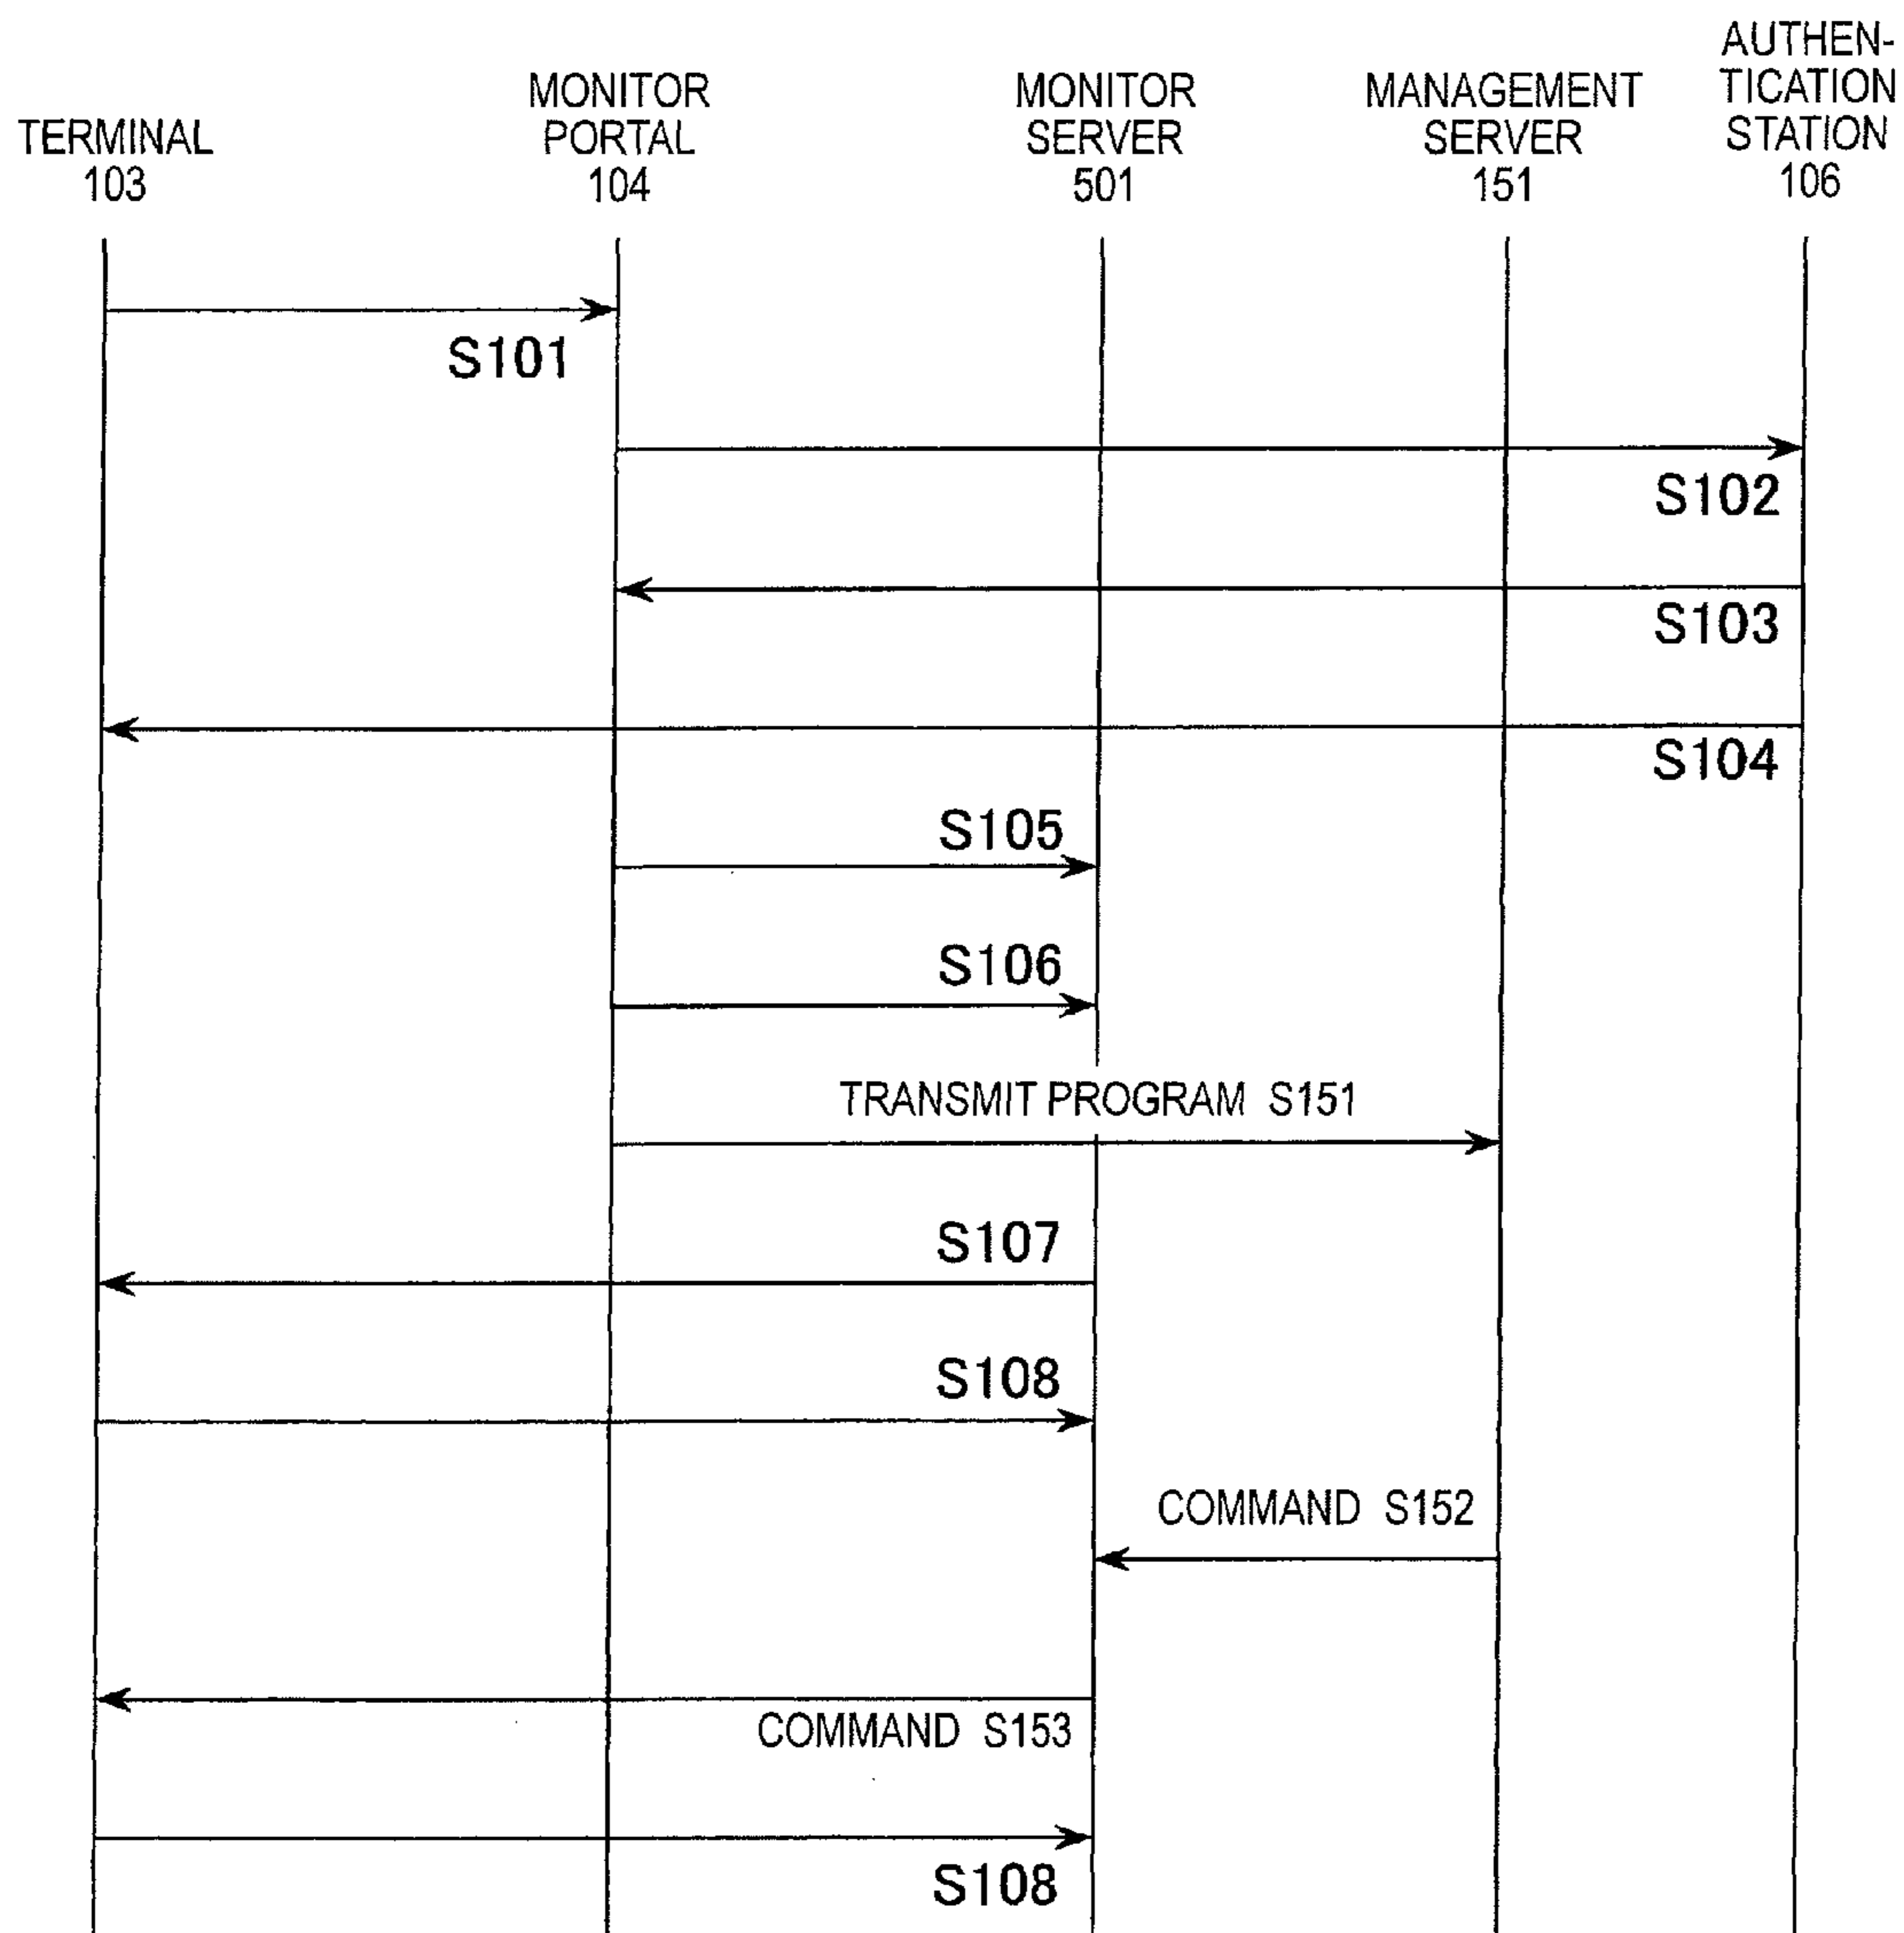 TERMINAL
103
MONITOR
PORTAL
104
MONITOR
SERVER
501
MANAGEMENT
SERVER
151
AUTHEN-
TICATION
STATION
106
S101
S102
S103
S104
S105
S106
TRANSMIT PROGRAM S151
S107
S108
COMMAND S152
COMMAND S153
S108